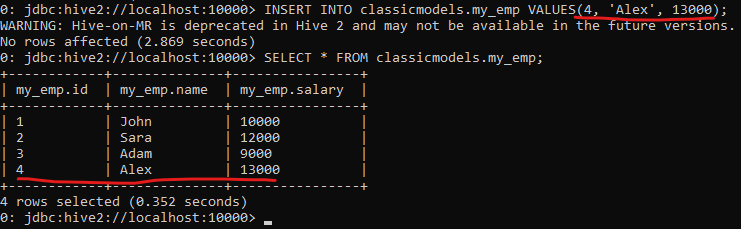 0: jdbc:hive2://localhost:10000> INSERT INTO classicmodels.my_emp VALUES(4, 'Alex', 13000);
WARNING: Hive-on-MR is deprecated in Hive 2 and may not be available in the future versions.
No rows affected (2.869 seconds)
0: jdbc:hive2://localhost:10000> SELECT * FROM classicmodels.my_emp;
+------------+--------------+----------------+
| my_emp.id  | my_emp.name  | my_emp.salary  |
+------------+--------------+----------------+
| 1          | John         | 10000          |
| 2          | Sara         | 12000          |
| 3          | Adam         | 9000           |
| 4          | Alex         | 13000          |
+------------+--------------+----------------+
4 rows selected (0.352 seconds)
0: jdbc:hive2://localhost:10000> _